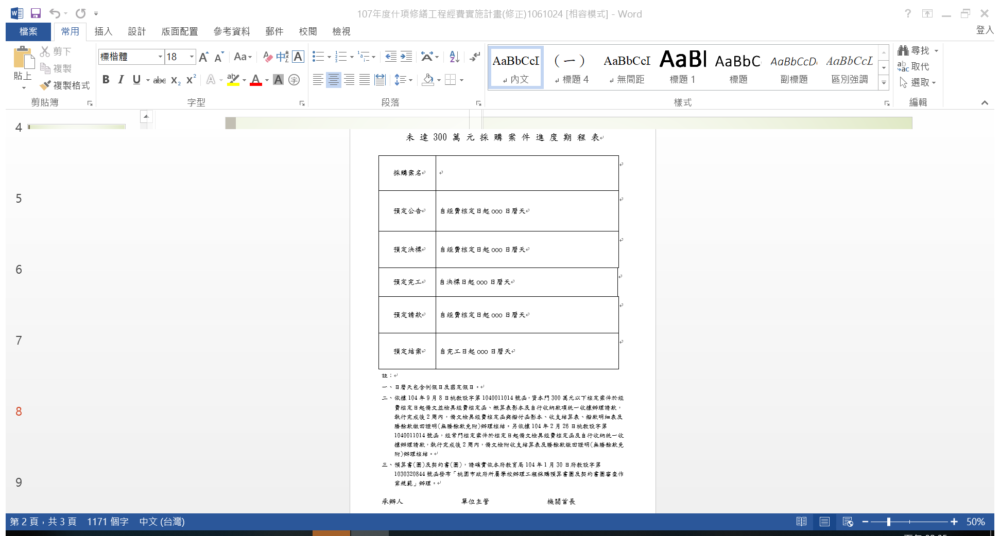 107年度什項修繕工程經費實施計畫(修正)1061024 [相容模式] - Word
檔案 常用 插入 設計 版面配置 參考資料 郵件 校閱 檢視 登入
貼上 剪下 複製 複製格式
標楷體 18
AaBbCcI AaBbCcI AaBl AaBbC AaBbCcD AaBbCcL
內文 標題 4 無間距 標題 1 標題 副標題 區別強調
尋找 取代 選取
剪貼簿 字型 段落 樣式 編輯
4
5
6
7
8
9
未達300萬元採購案件進度期程表
採購案名
預定公告 自經費核定日起 ooo 日曆天
預定決標 自經費核定日起 ooo 日曆天
預定完工 自決標日起 ooo 日曆天
預定請款 自經費核定日起 ooo 日曆天
預定結案 自完工日起 ooo 日曆天
註：
一、日曆天包含例假日及國定假日。
二、依據 104 年 9 月 8 日桃教設字第 1040011014 號函，資本門 300 萬元以下核定案件於經
費核定日起備文並檢具經費核定函、概算表影本及自行收納款項統一收據辦理請款，
執行完成後 2 周內，備文檢具經費核定函與撥付函影本、收支結算表、撥款明細表及
賸餘款繳回證明(無賸餘款免附)辦理核結。另依據 104 年 2 月 26 日桃教設字第
1040011014 號函，經常門核定案件於核定日起備文檢具經費核定函及自行收納統一收
據辦理請款，執行完成後 2 周內，備文檢附收支結算表及賸餘款繳回證明(無賸餘款免
附)辦理核結。
三、預算書(圖)及契約書(圖)，請確實依本府教育局 104 年 1 月 30 日府教設字第
1030320844 號函發布「桃園市政府所屬學校辦理工程採購預算書圖及契約書圖審查作
業規範」辦理。
承辦人 單位主管 機關首長
第 2 頁，共 3 頁 1171 個字 中文 (台灣) 50%